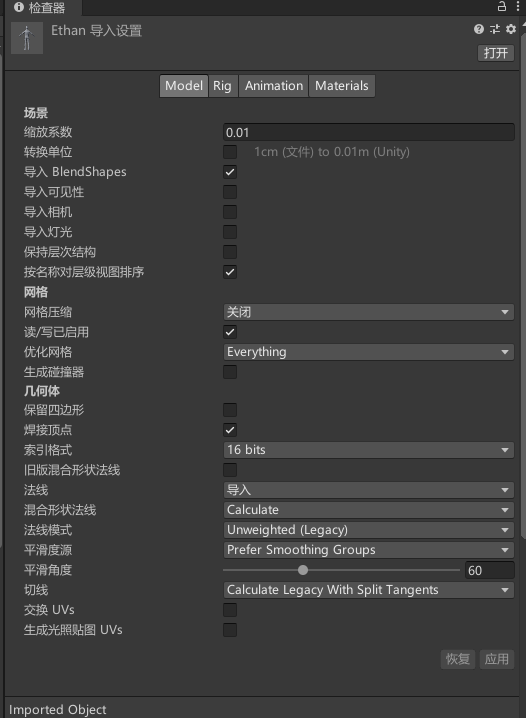 检查器
Ethan 导入设置
打开
Model Rig Animation Materials
场景
缩放系数 0.01
转换单位 1cm (文件) to 0.01m (Unity)
导入 BlendShapes
导入可见性
导入相机
导入灯光
保持层次结构
按名称对层级视图排序
网格
网格压缩 关闭
读/写已启用
优化网格 Everything
生成碰撞器
几何体
保留四边形
焊接顶点
索引格式 16 bits
旧版混合形状法线
法线 导入
混合形状法线 Calculate
法线模式 Unweighted (Legacy)
平滑度源 Prefer Smoothing Groups
平滑角度 60
切线 Calculate Legacy With Split Tangents
交换 UVs
生成光照贴图 UVs
恢复 应用
Imported Object